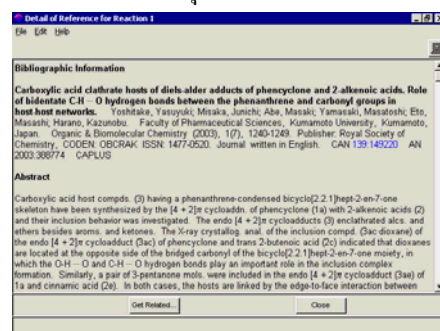 Detail of Reference for Reaction 1
File Edit Help
Bibliographic Information
Carboxylic acid clathrate hosts of diels-alder adducts of phencyclone and 2-alkenoic acids. Role
of bidentate C-H ··· O hydrogen bonds between the phenanthrene and carbonyl groups in
host-host networks. Yoshitake, Yasuyuki; Misaka, Junichi; Abe, Masaki; Yamasaki, Masatoshi; Eto,
Masashi; Harano, Kazunobu. Faculty of Pharmaceutical Sciences, Kumamoto University, Kumamoto,
Japan. Organic & Biomolecular Chemistry (2003), 1(7), 1240-1249. Publisher: Royal Society of
Chemistry, CODEN: OBCRAK ISSN: 1477-0520. Journal written in English. CAN 139:149220 AN
2003:388774 CAPLUS
Abstract
Carboxylic acid host compds. (3) having a phenanthrene-condensed bicyclo[2.2.1]hept-2-en-7-one
skeleton have been synthesized by the [4 + 2]π cycloaddn. of phencyclone (1a) with 2-alkenoic acids (2)
and their inclusion behavior was investigated. The endo [4 + 2]π cycloadducts (3) enclathrated alcs. and
ethers besides aroms. and ketones. The X-ray crystallog. anal. of the inclusion compd. (3ac dioxane) of
the endo [4 + 2]π cycloadduct (3ac) of phencyclone and trans 2-butenoic acid (2c) indicated that dioxanes
are located at the opposite side of the bridged carbonyl of the bicyclo[2.2.1]hept-2-en-7-one moiety, in
which the O-H ··· O and C-H ··· O hydrogen bonds play an important role in the inclusion complex
formation. Similarly, a pair of 3-pentanone mols. were included in the endo [4 + 2]π cycloadduct (3ae) of
1a and cinnamic acid (2e). In both cases, the hosts are linked by the edge-to-face interaction between
Get Related... Close